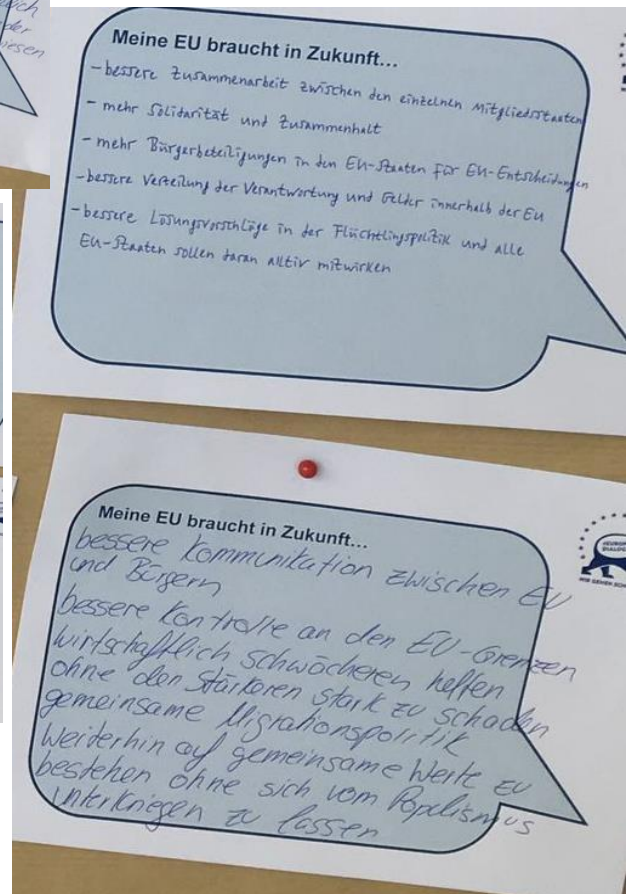 Meine EU braucht in Zukunft...
- bessere Zusammenarbeit zwischen den einzelnen Mitgliedsstaaten
- mehr Solidarität und Zusammenhalt
- mehr Bürgerbeteiligungen in den EU-Staaten für EU-Entscheidungen
- bessere Verteilung der Verantwortung und Gelder innerhalb der EU
- bessere Lösungsvorschläge in der Flüchtlingspolitik und alle
EU-Staaten sollen daran aktiv mitwirken
Meine EU braucht in Zukunft...
bessere Kommunikation zwischen EU
und Bürgern
bessere Kontrolle an den EU-Grenzen
wirtschaftlich schwächeren helfen
ohne den Stärkeren stark zu schaden
gemeinsame Migrationspolitik
weiterhin auf gemeinsame Werte zu
bestehen ohne sich vom Populismus
unterkriegen zu lassen